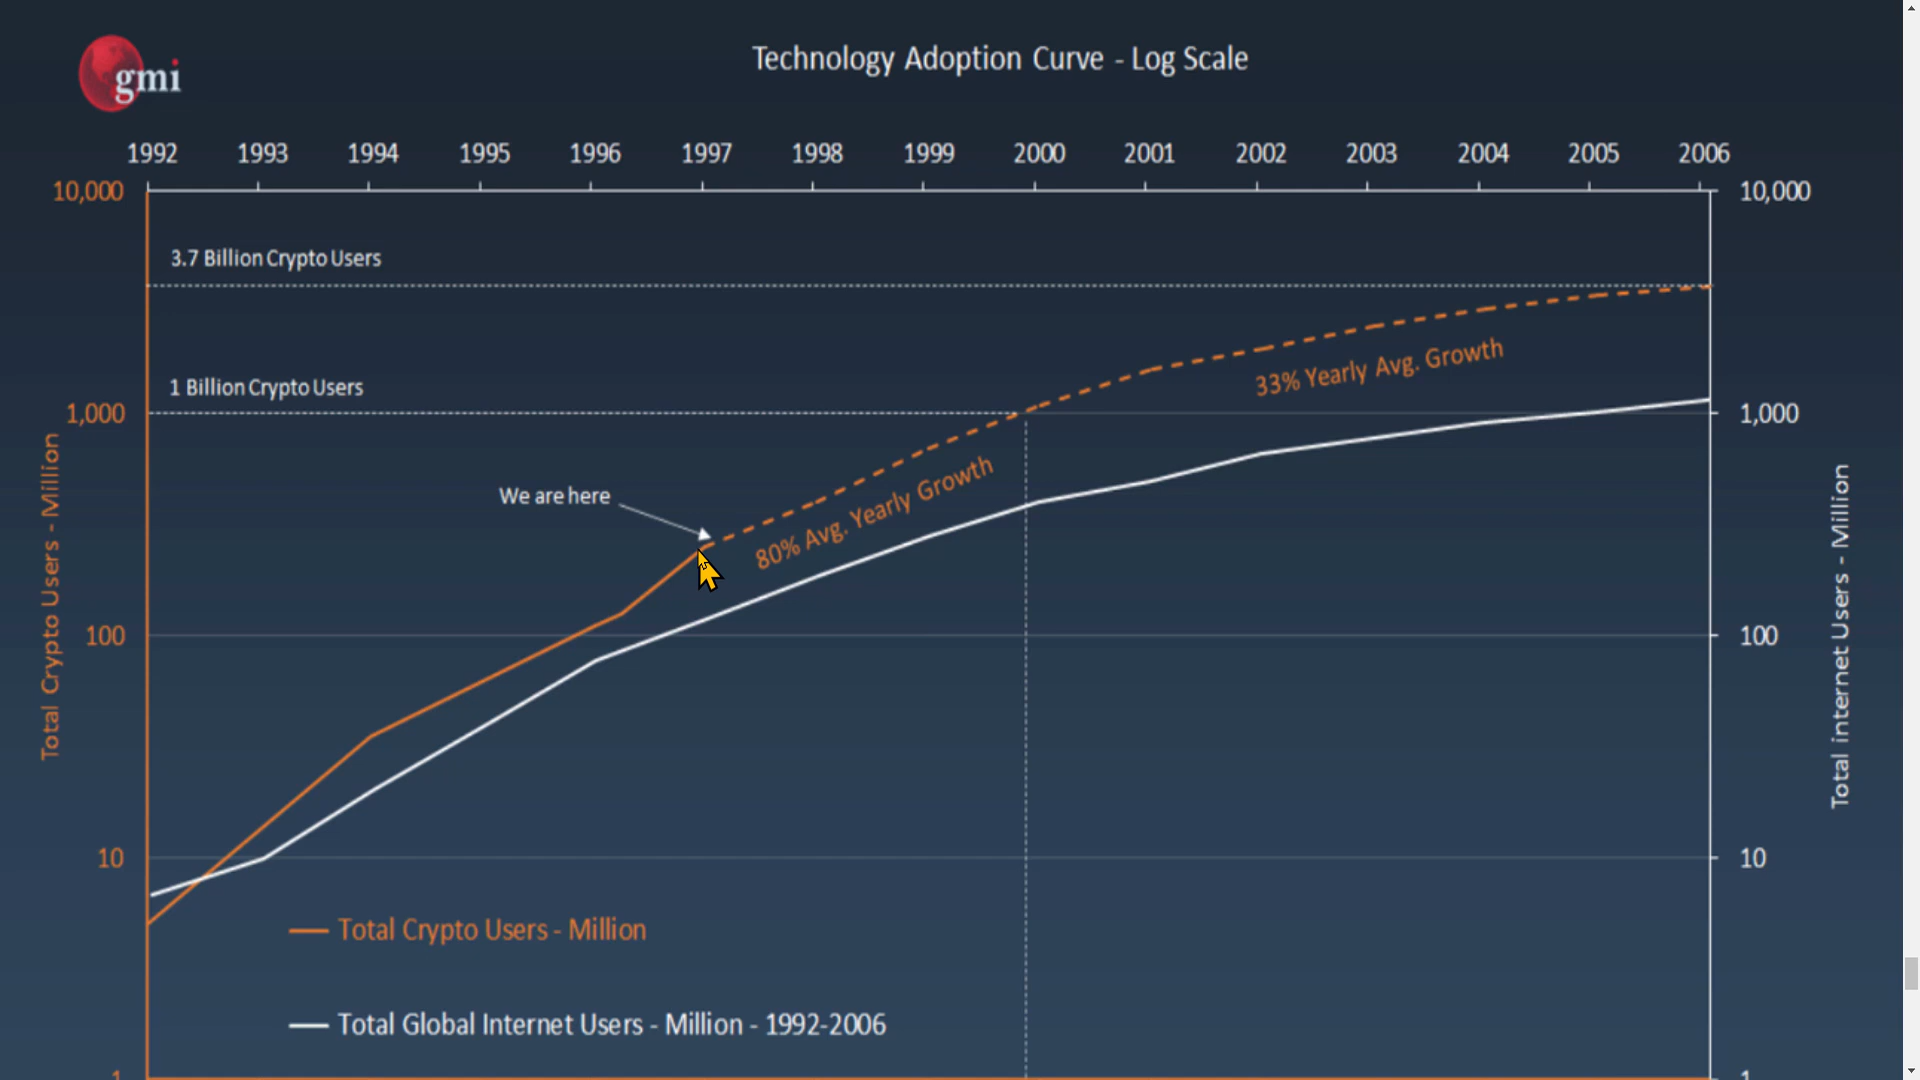 gmi
Technology Adoption Curve - Log Scale
1992 1993 1994 1995 1996 1997 1998 1999 2000 2001 2002 2003 2004 2005 2006
10,000 10,000
3.7 Billion Crypto Users
33% Yearly Avg. Growth
1 Billion Crypto Users
1,000 1,000
80% Avg. Yearly Growth
We are here
Total Crypto Users - Million
Total internet Users - Million
100 100
10 10
Total Crypto Users - Million
Total Global Internet Users - Million - 1992-2006
1 1